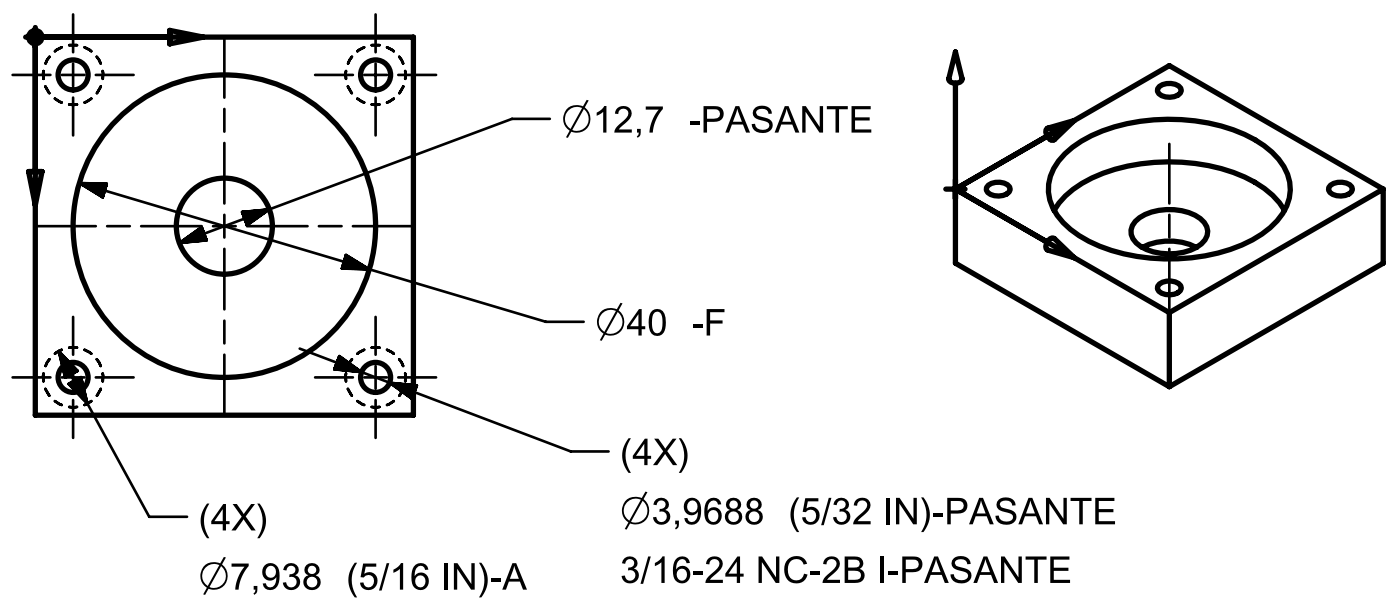 ∅12,7 -PASANTE
∅40 -F
(4X)
∅3,9688 (5/32 IN)-PASANTE
3/16-24 NC-2B I-PASANTE
(4X)
∅7,938 (5/16 IN)-A